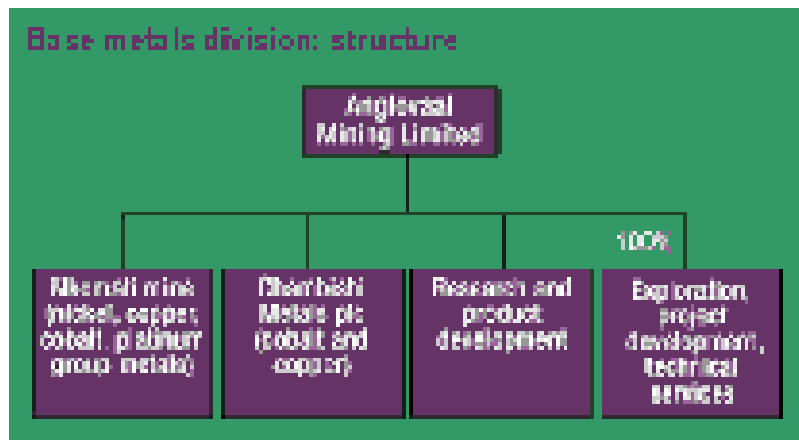 Base metals division: structure
Anglovaal
Mining Limited
100%
Nkomati mine
(nickel, copper,
cobalt, platinum
group metals)
Chambishi
Metals plc
(cobalt and
copper)
Research and
product
development
Exploration,
project
development,
technical
services